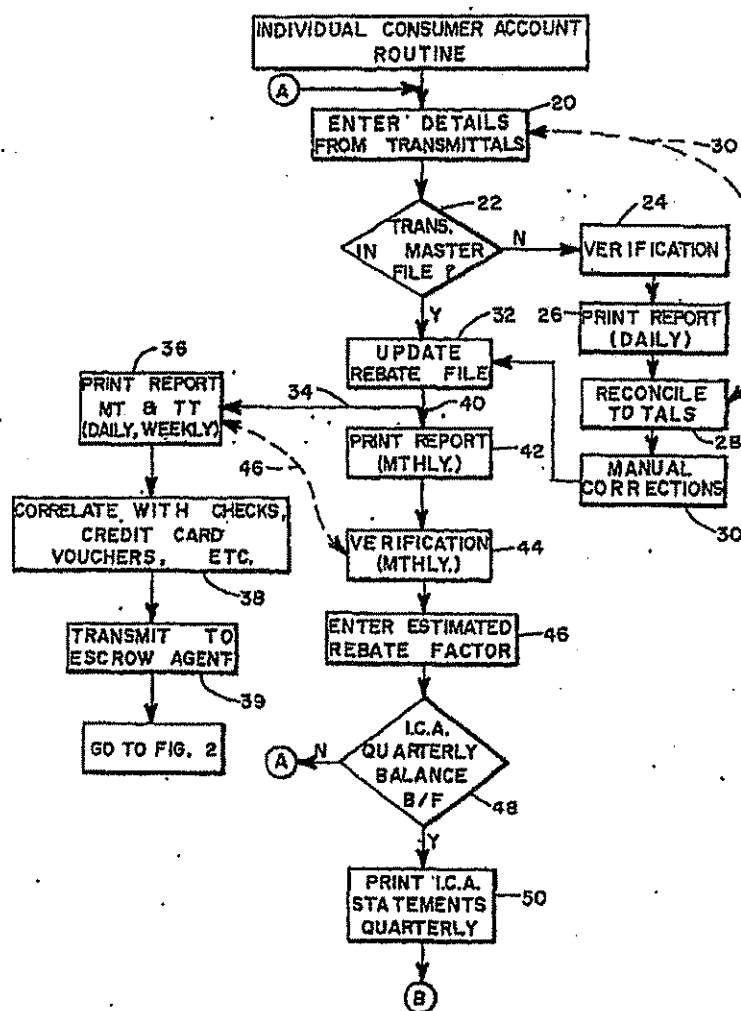 INDIVIDUAL CONSUMER ACCOUNT
ROUTINE
A
20
ENTER DETAILS
FROM TRANSMITTALS
30
22
TRANS.
IN MASTER
FILE ?
N
24
VERIFICATION
Y
26
PRINT REPORT
(DAILY)
32
UPDATE
REBATE FILE
36
PRINT REPORT
MT & TT
(DAILY, WEEKLY)
34
40
RECONCILE
TOTALS
28
PRINT REPORT
(MTHLY.)
42
MANUAL
CORRECTIONS
30
46
CORRELATE WITH CHECKS,
CREDIT CARD
VOUCHERS, ETC.
38
VERIFICATION
(MTHLY.)
44
TRANSMIT TO
ESCROW AGENT
39
ENTER ESTIMATED
REBATE FACTOR
46
GO TO FIG. 2
A
N
I.C.A.
QUARTERLY
BALANCE
B/F
48
Y
PRINT I.C.A.
STATEMENTS
QUARTERLY
50
B